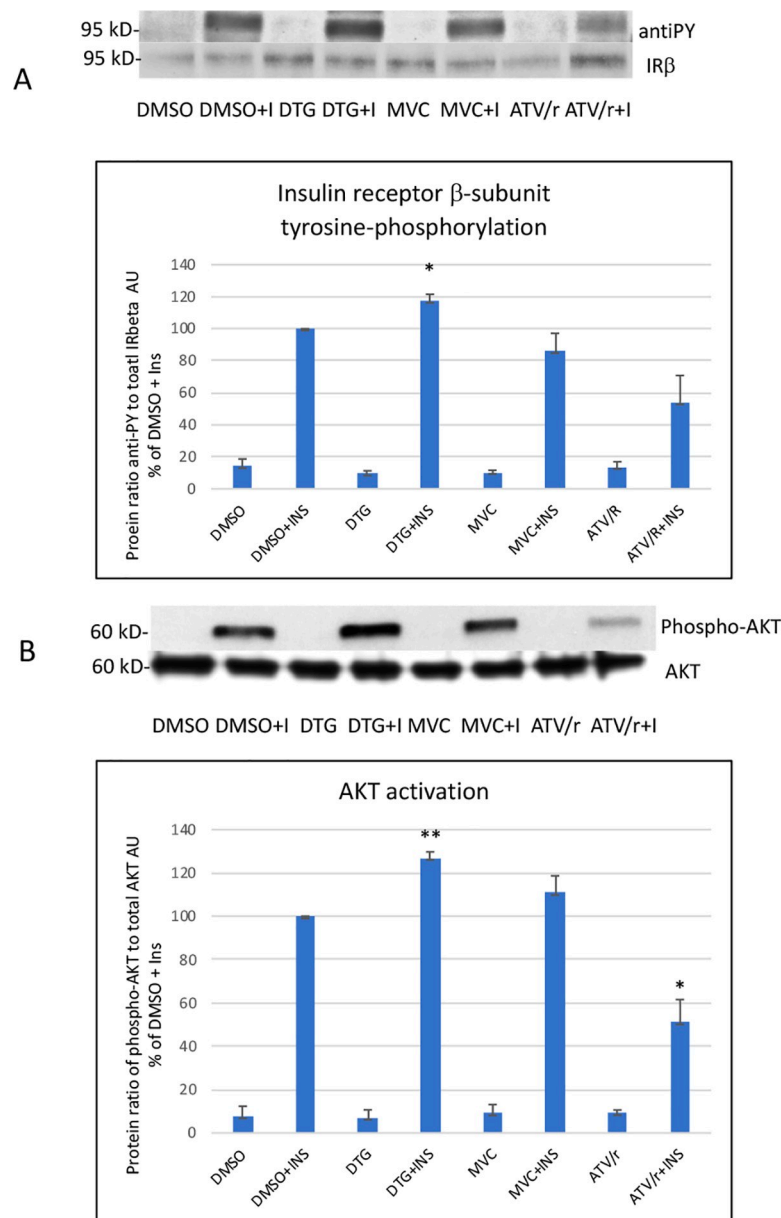 95 kD-
antiPY
95 kD-
IRβ
A
DMSO DMSO+I DTG DTG+I MVC MVC+I ATV/r ATV/r+I
Insulin receptor β-subunit
tyrosine-phosphorylation
Proein ratio anti-PY to toatl IRbeta AU
% of DMSO + Ins
140
120
100
80
60
40
20
0
*
DMSO
DMSO+INS
DTG
DTG+INS
MVC
MVC+INS
ATV/R
ATV/R+INS
B
60 kD-
Phospho-AKT
60 kD-
AKT
DMSO DMSO+I DTG DTG+I MVC MVC+I ATV/r ATV/r+I
AKT activation
Protein ratio of phospho-AKT to total AKT AU
% of DMSO + Ins
140
120
100
80
60
40
20
0
**
*
DMSO
DMSO+INS
DTG
DTG+INS
MVC
MVC+INS
ATV/r
ATV/r+INS